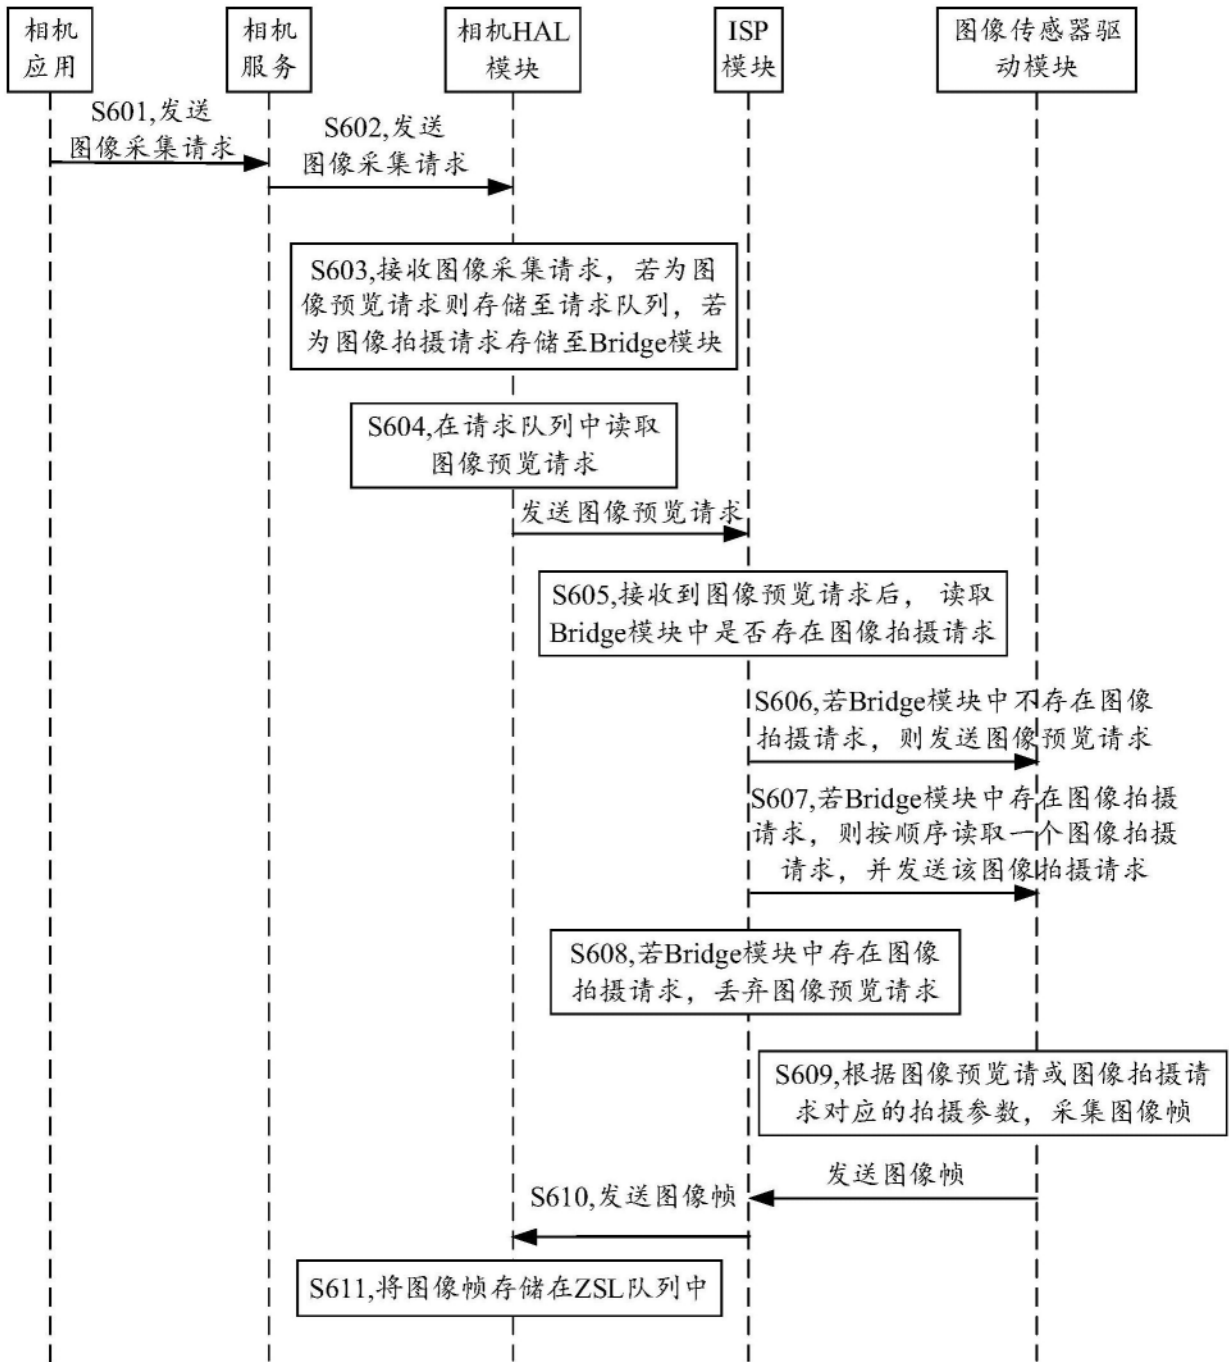 相机
应用
相机
服务
相机HAL
模块
ISP
模块
图像传感器驱
动模块
S601,发送
图像采集请求
S602,发送
图像采集请求
S603,接收图像采集请求，若为图
像预览请求则存储至请求队列，若
为图像拍摄请求存储至Bridge模块
S604,在请求队列中读取
图像预览请求
发送图像预览请求
S605,接收到图像预览请求后， 读取
Bridge模块中是否存在图像拍摄请求
S606,若Bridge模块中不存在图像
拍摄请求，则发送图像预览请求
S607,若Bridge模块中存在图像拍摄
请求，则按顺序读取一个图像拍摄
请求，并发送该图像拍摄请求
S608,若Bridge模块中存在图像
拍摄请求，丢弃图像预览请求
S609,根据图像预览请或图像拍摄请
求对应的拍摄参数，采集图像帧
发送图像帧
S610,发送图像帧
S611,将图像帧存储在ZSL队列中